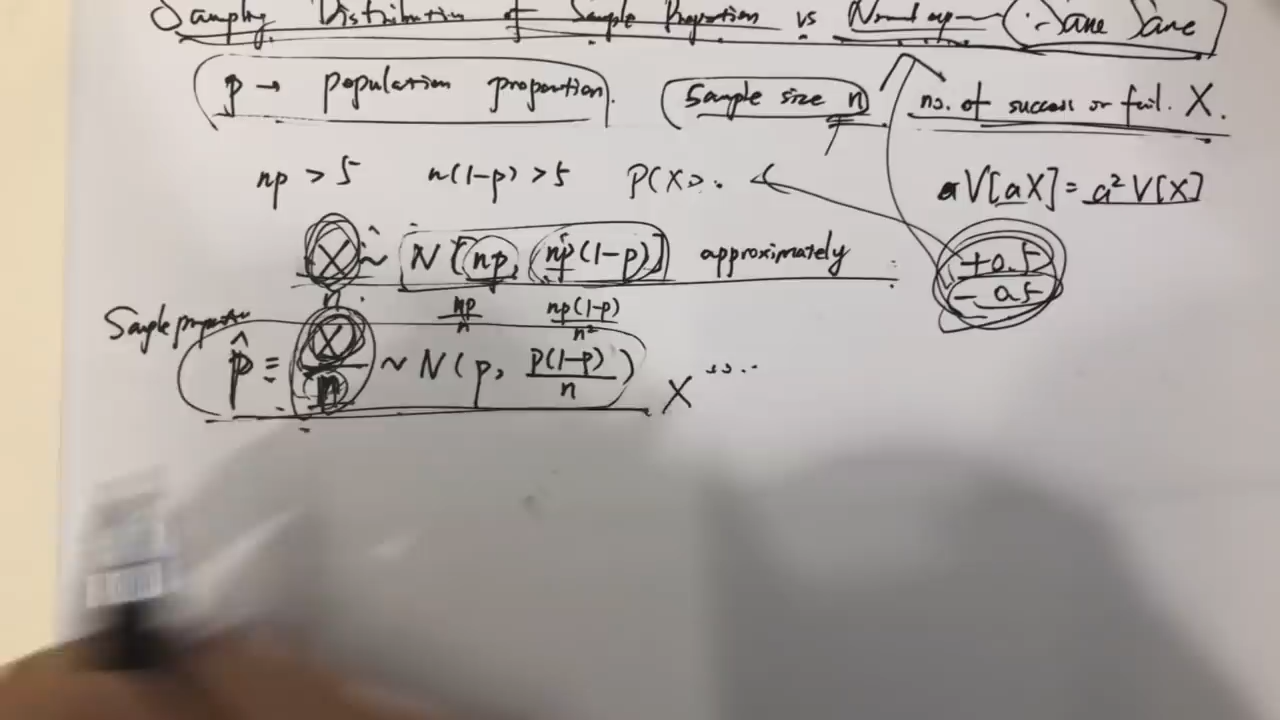 Sampling Distribution of Sample Proportion vs Normal ap :- Same Same
p → population proportion. Sample size n no. of success or fail. X.
np > 5 n(1-p) > 5 P(X≥. aV[aX] = a² V[X]
X ~ N [np, np(1-p)] approximately +0.5
-0.5
n np/n np(1-p)/n²
Sample proportion
p̂ ≡ X/n ~ N(p, p(1-p)/n) X